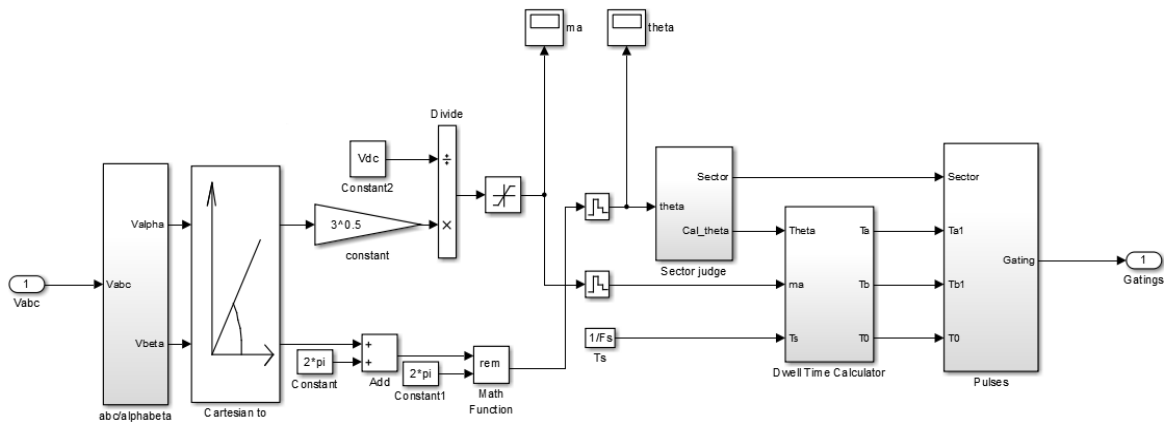 ma
theta
Divide
Vdc
÷
Constant2
×
3^0.5
constant
1
Vabc
Vabc
Valpha
Vbeta
abc/alphabeta
Cartesian to
2*pi
Constant
+
+
Add
2*pi
Constant1
rem
Math
Function
theta
Sector
Cal_theta
Sector judge
1/Fs
Ts
Theta
ma
Ts
Ta
Tb
T0
Dwell Time Calculator
Sector
Ta1
Tb1
T0
Gating
Pulses
1
Gatings